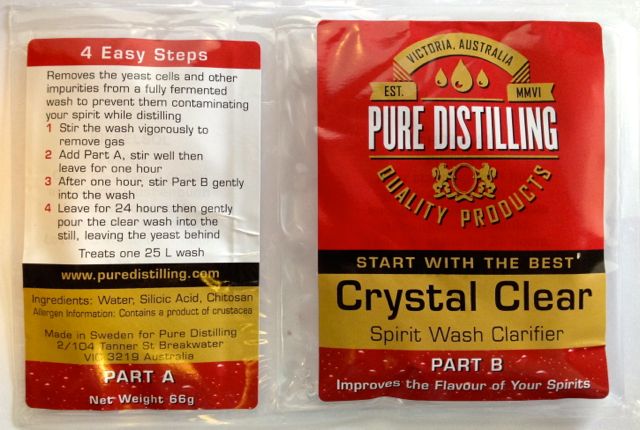 4 Easy Steps
Removes the yeast cells and other
impurities from a fully fermented
wash to prevent them contaminating
your spirit while distilling
1 Stir the wash vigorously to
remove gas
2 Add Part A, stir well then
leave for one hour
3 After one hour, stir Part B gently
into the wash
4 Leave for 24 hours then gently
pour the clear wash into the
still, leaving the yeast behind
Treats one 25 L wash
www.puredistilling.com
Ingredients: Water, Silicic Acid, Chitosan
Allergen Information: Contains a product of crustacea
Made in Sweden for Pure Distilling
2/104 Tanner St Breakwater
VIC 3219 Australia
PART A
Net Weight 66g
VICTORIA, AUSTRALIA
EST. MMVI
PURE DISTILLING
QUALITY PRODUCTS
START WITH THE BEST
Crystal Clear
Spirit Wash Clarifier
PART B
Improves the Flavour of Your Spirits